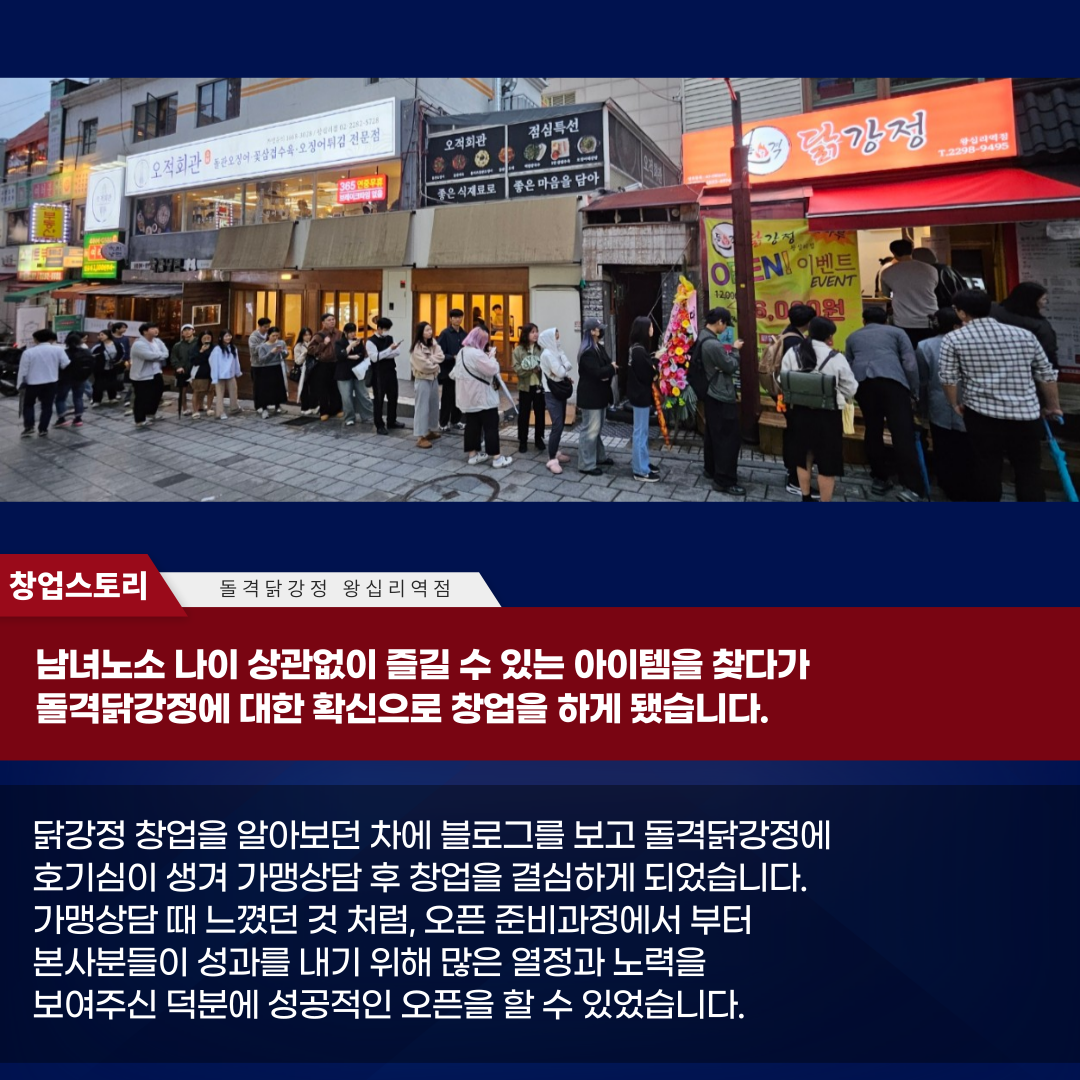 오적회관
통관오징어·꽃삼겹수육·오징어튀김 전문점
365 연중무휴
오적회관
점심특선
좋은 식재료로
좋은 마음을 담아
돌격 닭강정
왕십리역점
T.2298-9495
닭강정
OPEN! 이벤트
EVENT
창업스토리
돌격닭강정 왕십리역점
남녀노소 나이 상관없이 즐길 수 있는 아이템을 찾다가
돌격닭강정에 대한 확신으로 창업을 하게 됐습니다.
닭강정 창업을 알아보던 차에 블로그를 보고 돌격닭강정에
호기심이 생겨 가맹상담 후 창업을 결심하게 되었습니다.
가맹상담 때 느꼈던 것 처럼, 오픈 준비과정에서 부터
본사분들이 성과를 내기 위해 많은 열정과 노력을
보여주신 덕분에 성공적인 오픈을 할 수 있었습니다.